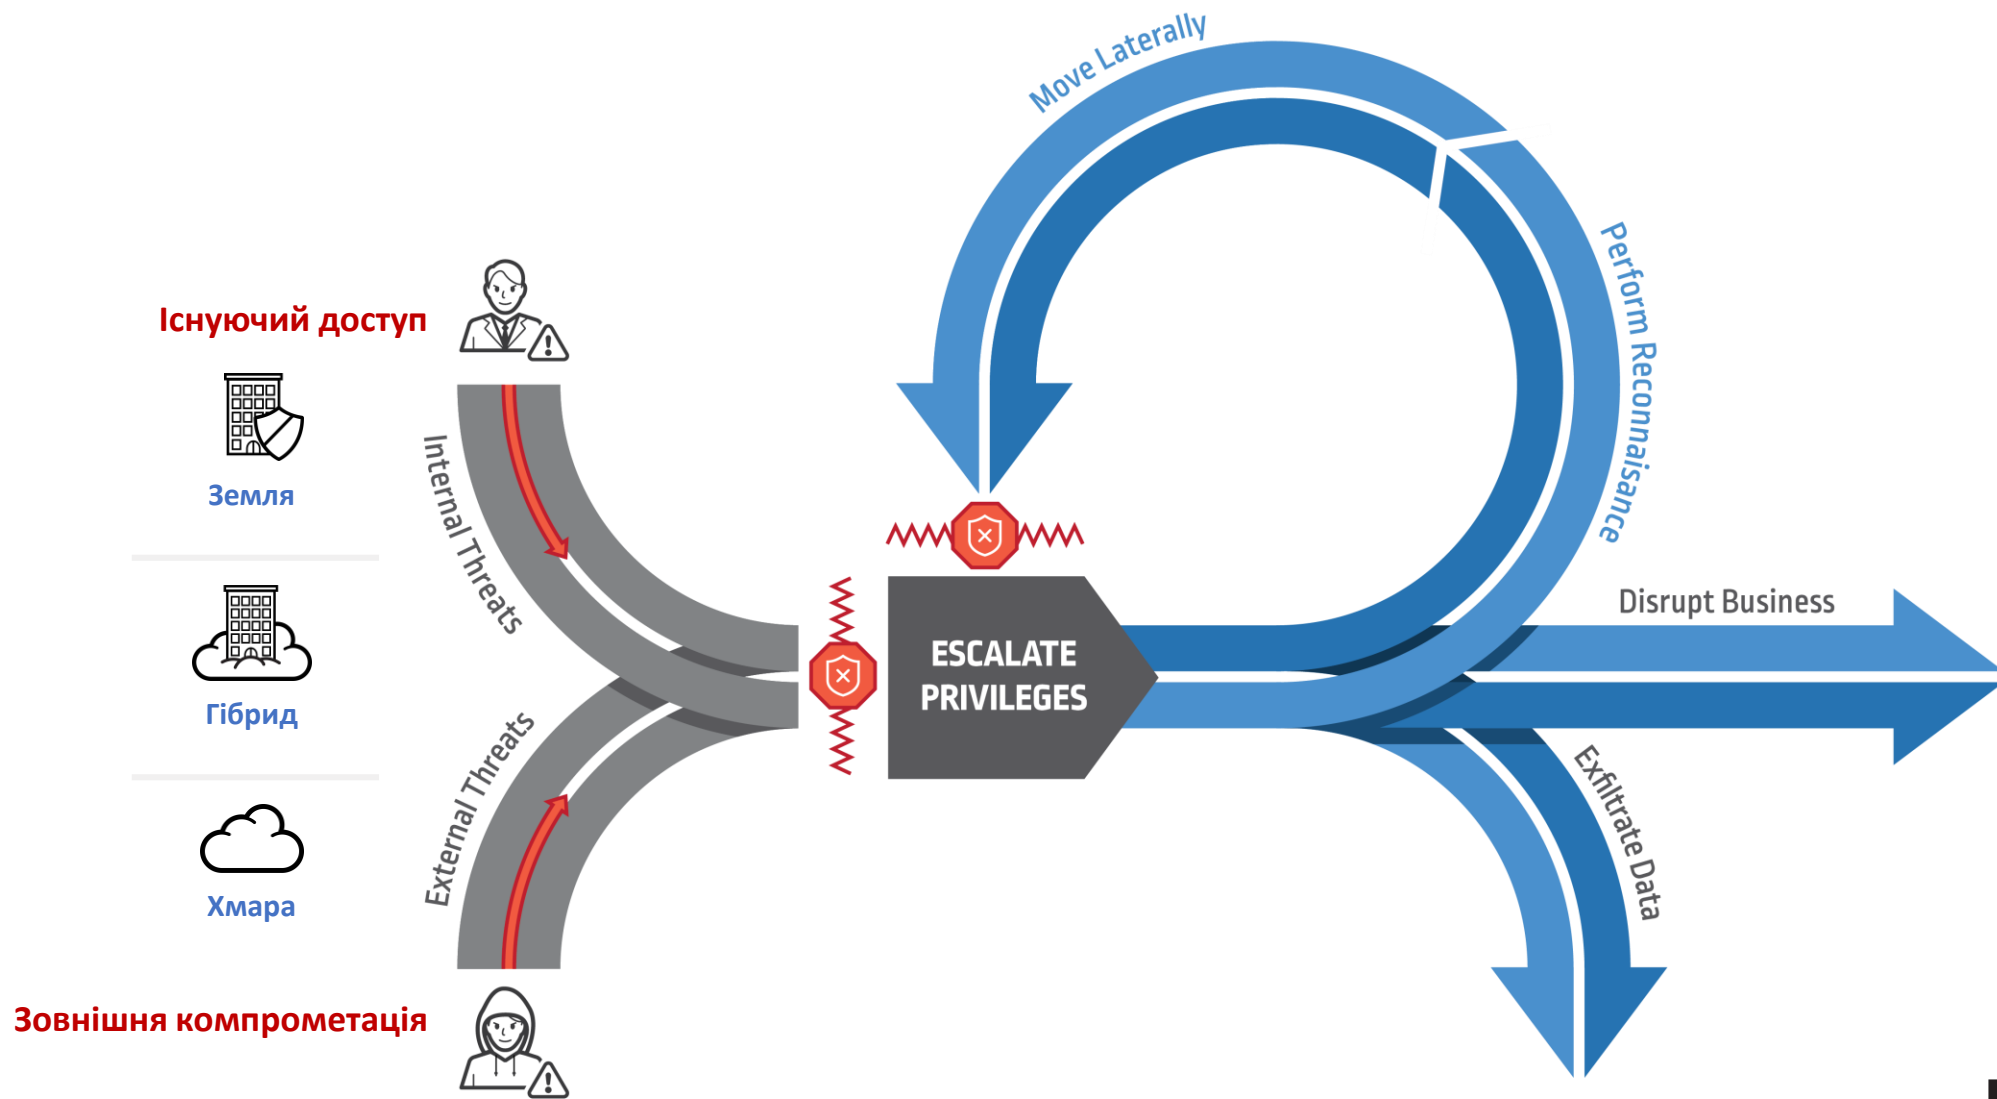 Існуючий доступ
Земля
Гібрид
Хмара
Зовнішня компрометація
Internal Threats
External Threats
ESCALATE
PRIVILEGES
Move Laterally
Perform Reconnaisance
Disrupt Business
Exfiltrate Data